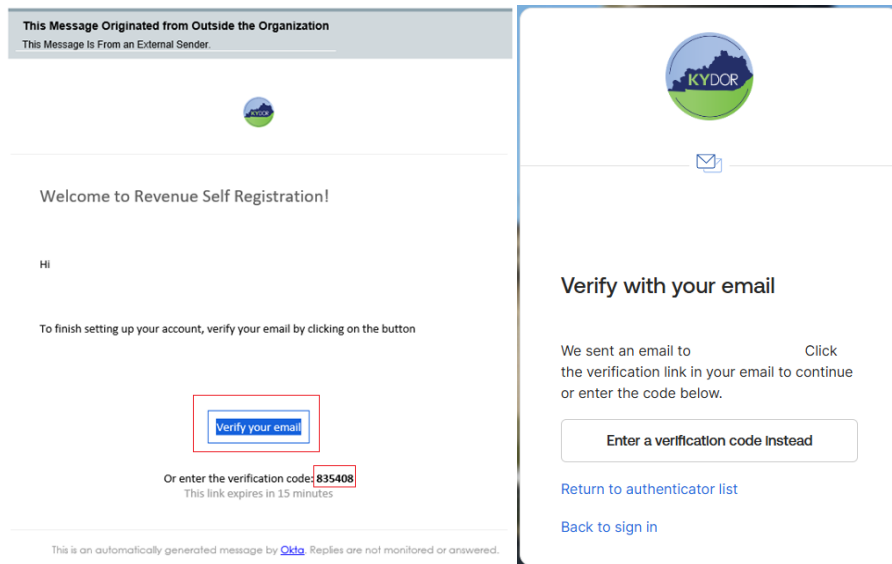 This Message Originated from Outside the Organization
This Message Is From an External Sender.
KYDOR
Welcome to Revenue Self Registration!
Hi
To finish setting up your account, verify your email by clicking on the button
Verify your email
Or enter the verification code: 835408
This link expires in 15 minutes
This is an automatically generated message by Okta. Replies are not monitored or answered.
KYDOR
Verify with your email
We sent an email to Click
the verification link in your email to continue
or enter the code below.
Enter a verification code instead
Return to authenticator list
Back to sign in